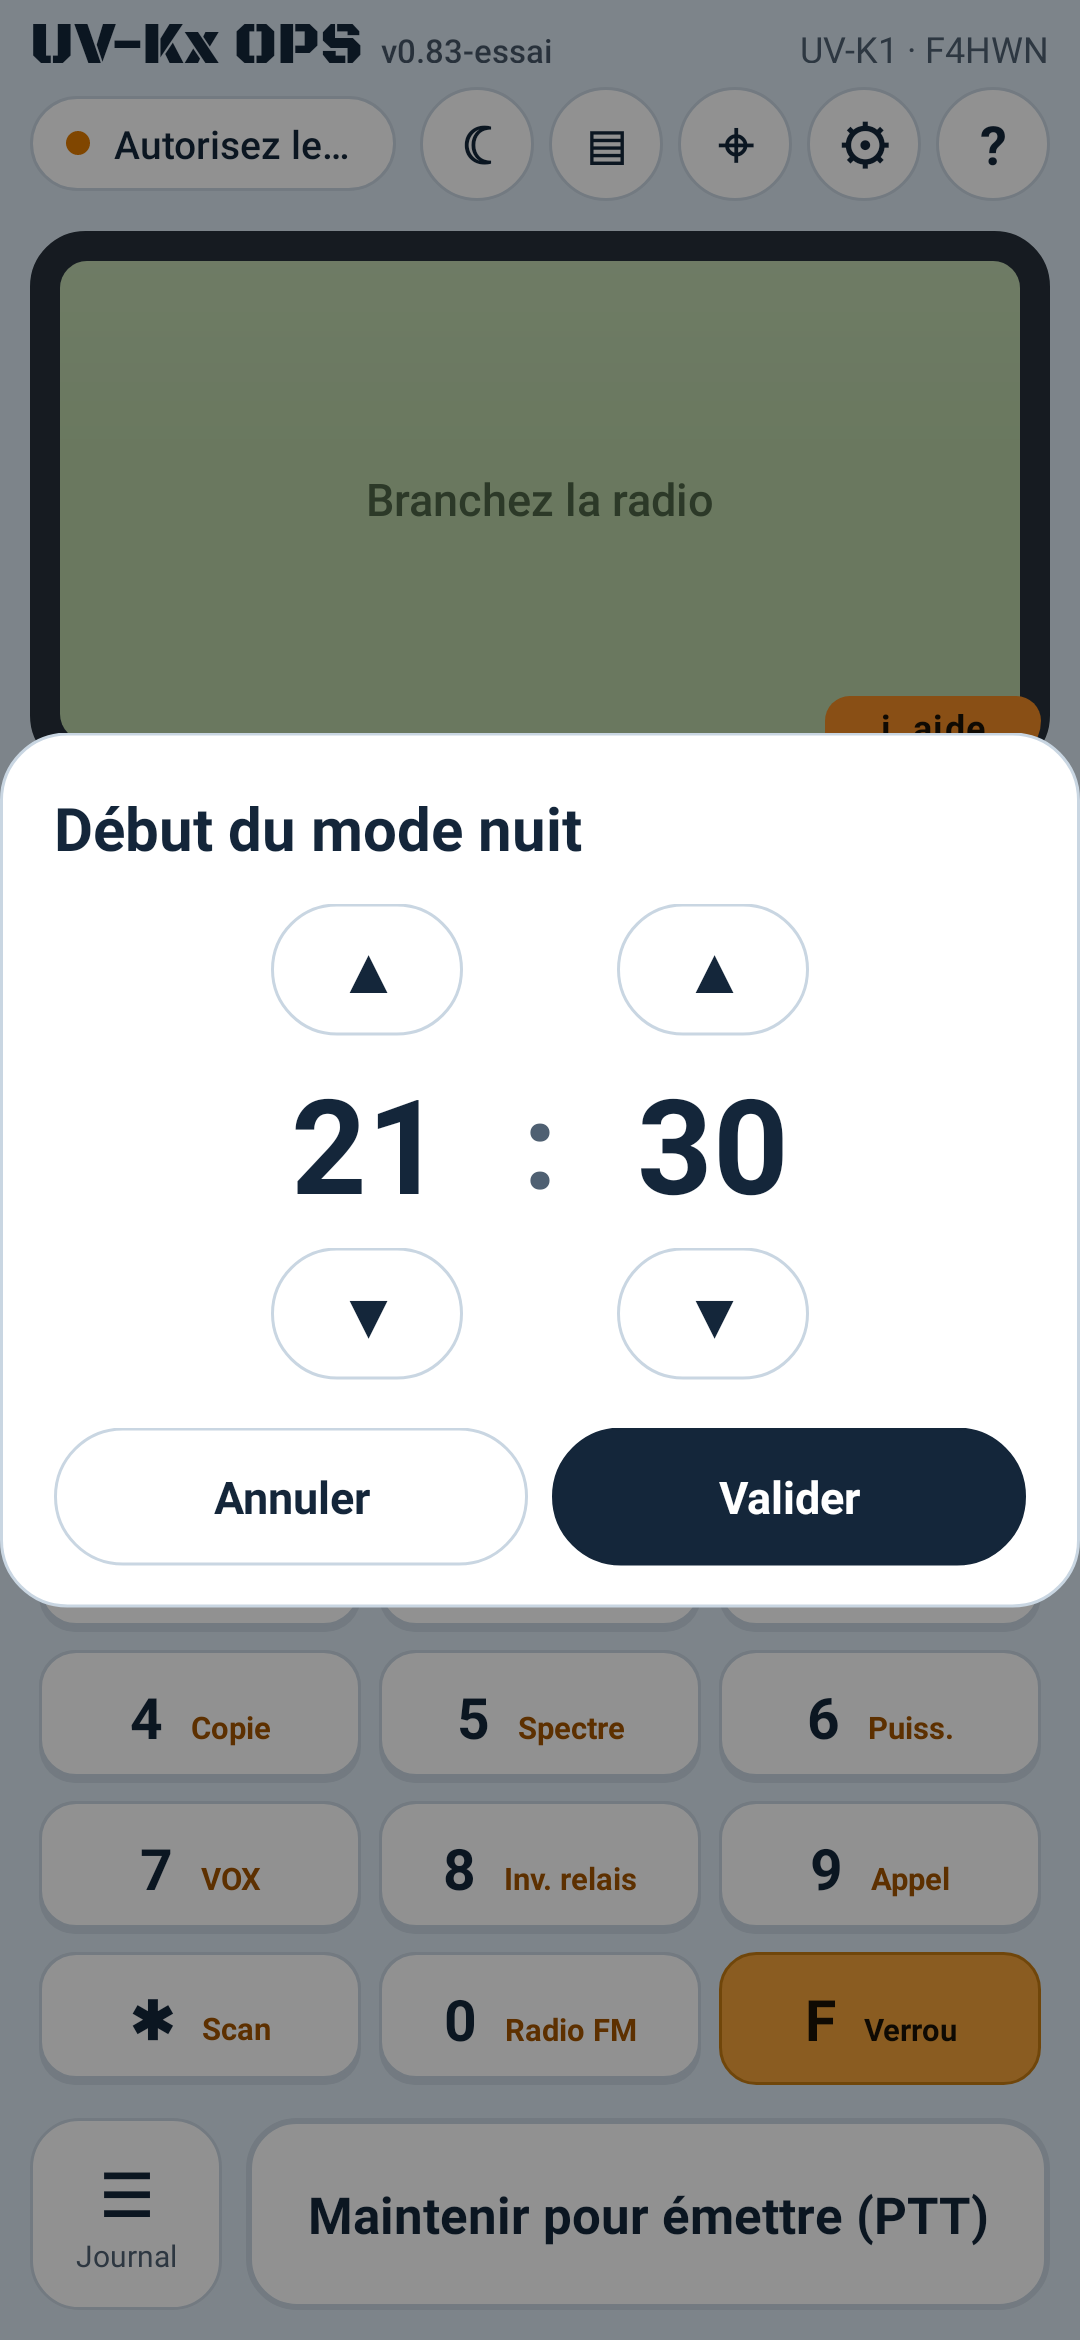 UV-Kx OPS v0.83-essai UV-K1 · F4HWN
Autorisez le… ?
Branchez la radio
i aide
Début du mode nuit
▲ ▲
21 : 30
▼ ▼
Annuler Valider
4 Copie 5 Spectre 6 Puiss.
7 VOX 8 Inv. relais 9 Appel
✱ Scan 0 Radio FM F Verrou
Journal Maintenir pour émettre (PTT)